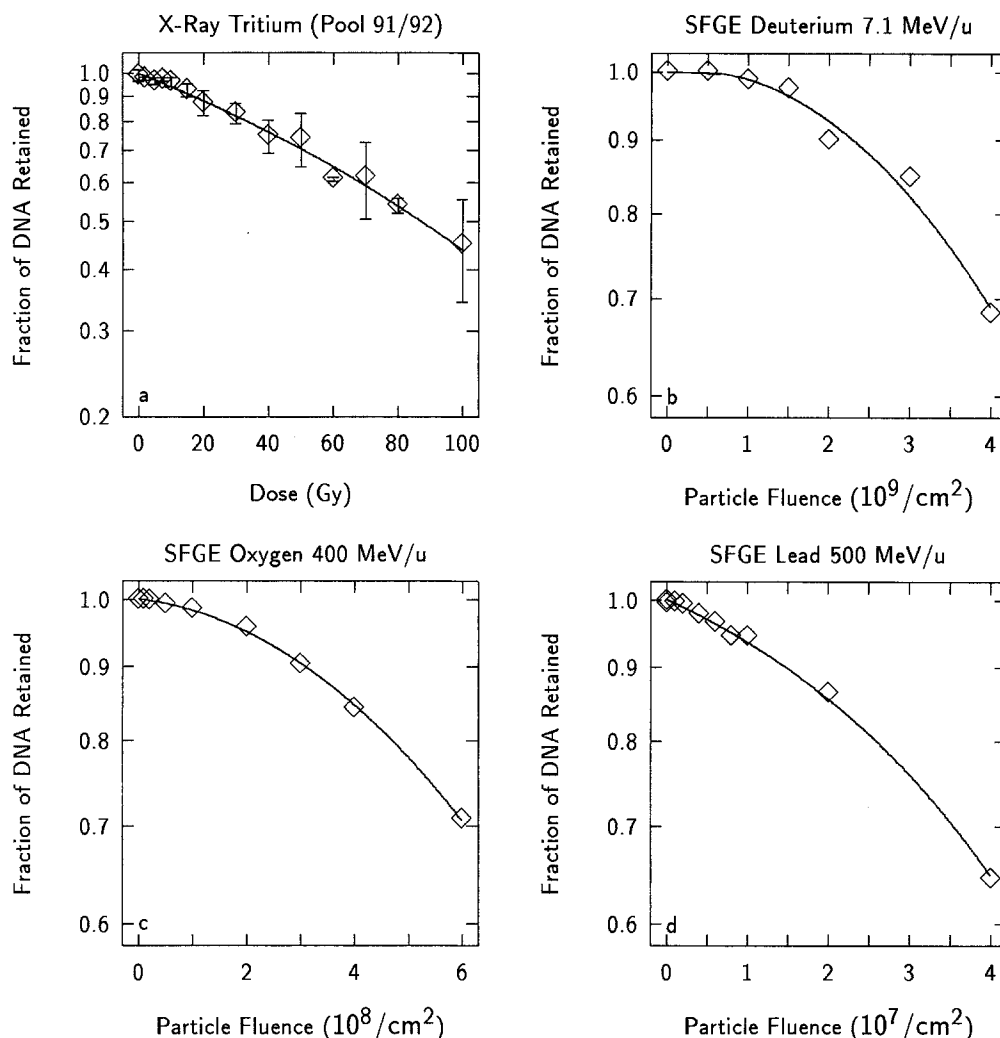 X-Ray Tritium (Pool 91/92)
Fraction of DNA Retained
1.0
0.9
0.8
0.7
0.6
0.5
0.4
0.3
0.2
a
0 20 40 60 80 100
Dose (Gy)
SFGE Deuterium 7.1 MeV/u
Fraction of DNA Retained
1.0
0.9
0.8
0.7
0.6
b
0 1 2 3 4
Particle Fluence (10⁹/cm²)
SFGE Oxygen 400 MeV/u
Fraction of DNA Retained
1.0
0.9
0.8
0.7
0.6
c
0 2 4 6
Particle Fluence (10⁸/cm²)
SFGE Lead 500 MeV/u
Fraction of DNA Retained
1.0
0.9
0.8
0.7
0.6
d
0 1 2 3 4
Particle Fluence (10⁷/cm²)